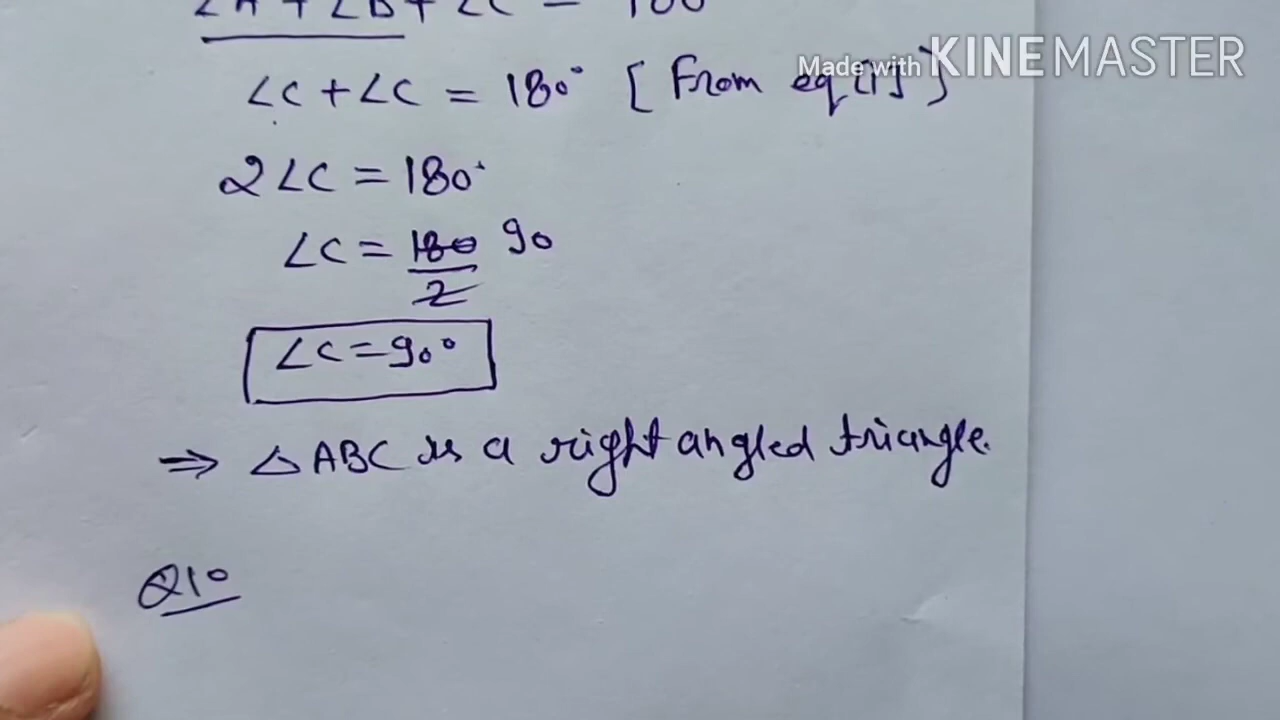 ∠A + ∠B + ∠C = 180
Made with KINEMASTER
∠C + ∠C = 180° [From eq(1)]
2∠C = 180°
∠C = 180/2 90
∠C = 90°
⇒ △ABC is a right angled triangle.
Q10